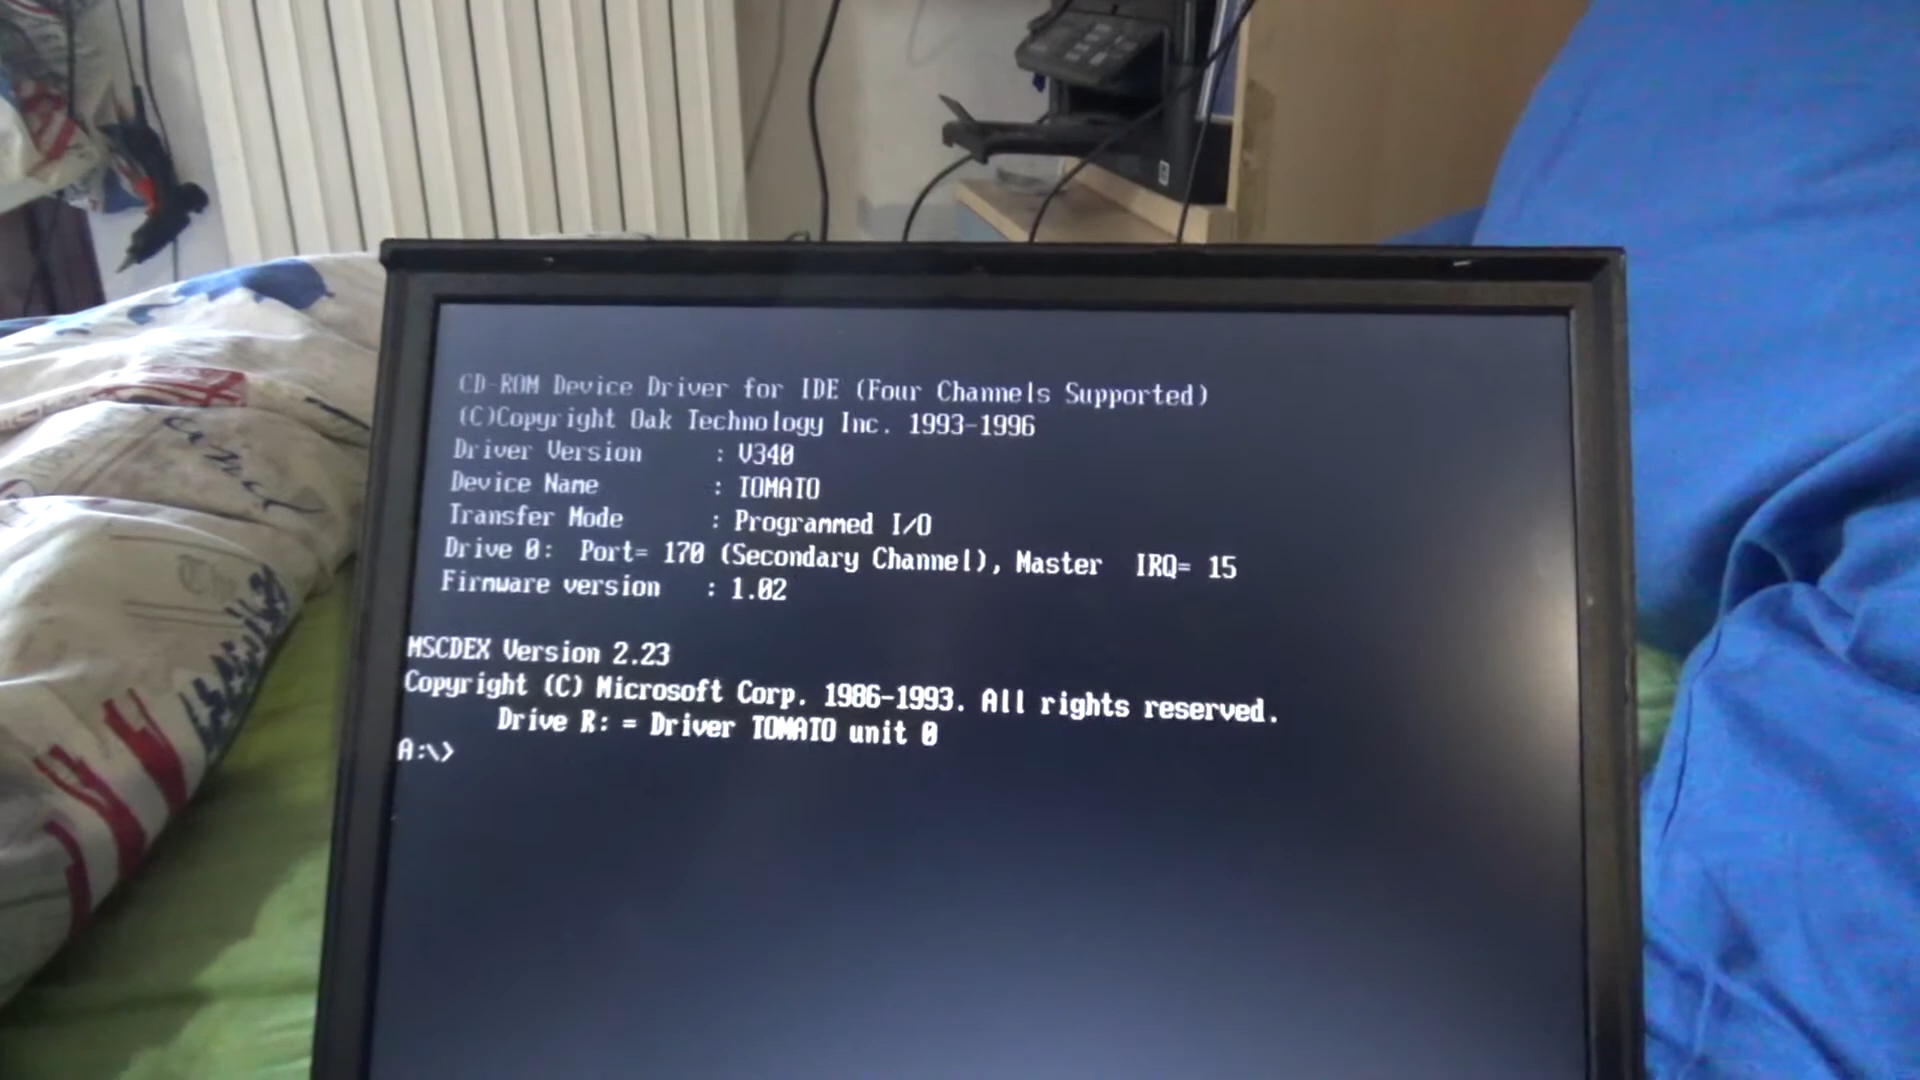 CD-ROM Device Driver for IDE (Four Channels Supported)
(C)Copyright Oak Technology Inc. 1993-1996
Driver Version : V340
Device Name : TOMATO
Transfer Mode : Programmed I/O
Drive 0: Port= 170 (Secondary Channel), Master IRQ= 15
Firmware version : 1.02
MSCDEX Version 2.23
Copyright (C) Microsoft Corp. 1986-1993. All rights reserved.
Drive R: = Driver TOMATO unit 0
A:\>